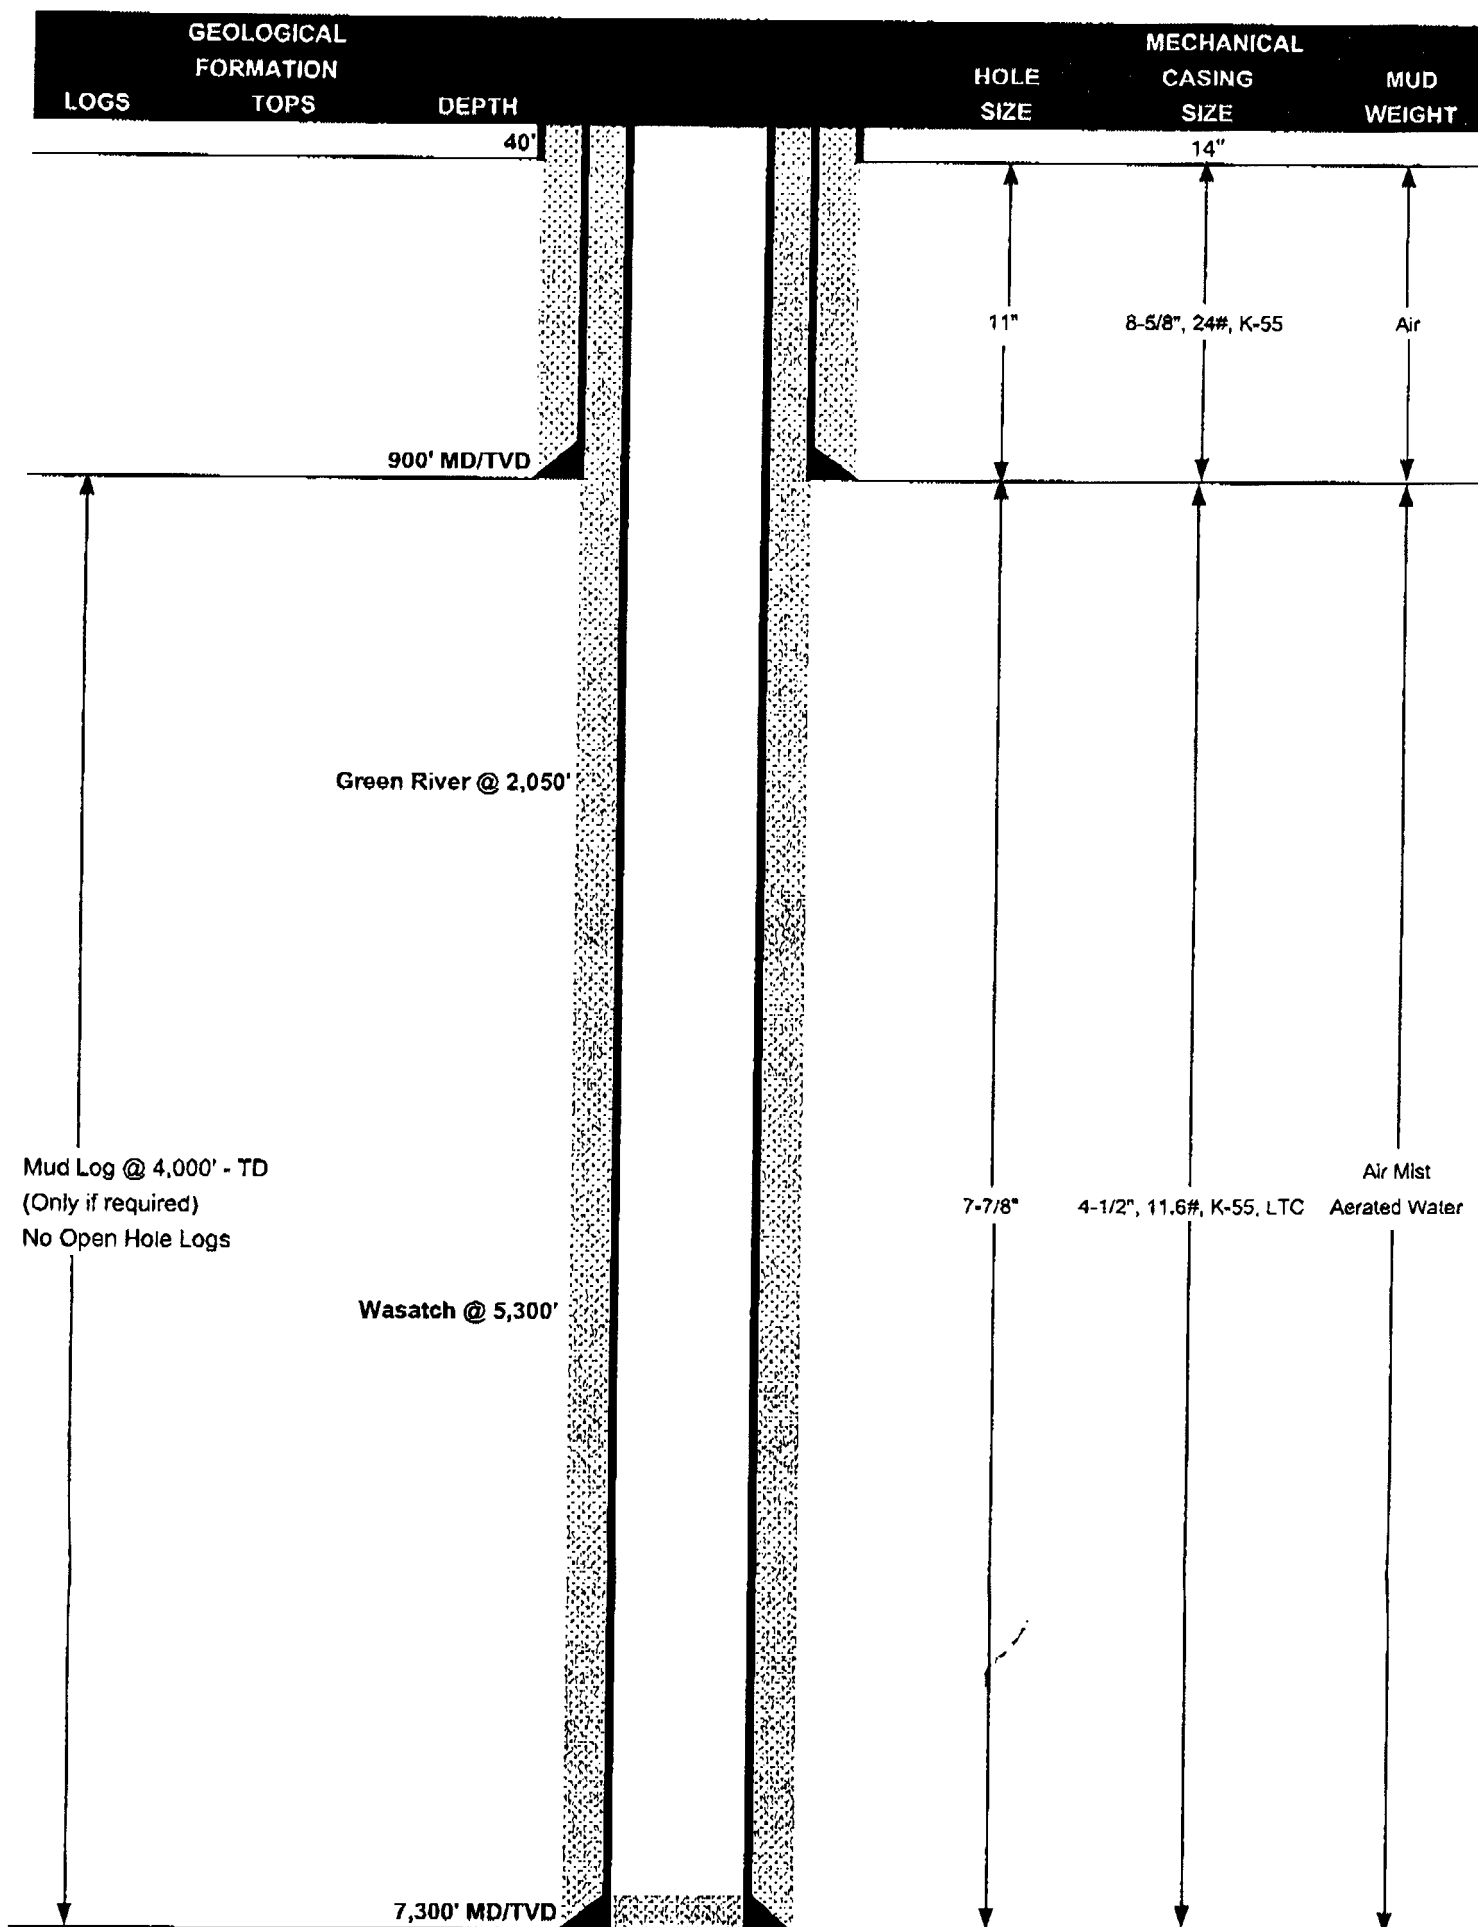 GEOLOGICAL
FORMATION
LOGS TOPS DEPTH
MECHANICAL
HOLE CASING MUD
SIZE SIZE WEIGHT
40'
14"
11" 8-5/8", 24#, K-55 Air
900' MD/TVD
Green River @ 2,050'
Mud Log @ 4,000' - TD
(Only if required)
No Open Hole Logs
Air Mist
7-7/8" 4-1/2", 11.6#, K-55, LTC Aerated Water
Wasatch @ 5,300'
7,300' MD/TVD